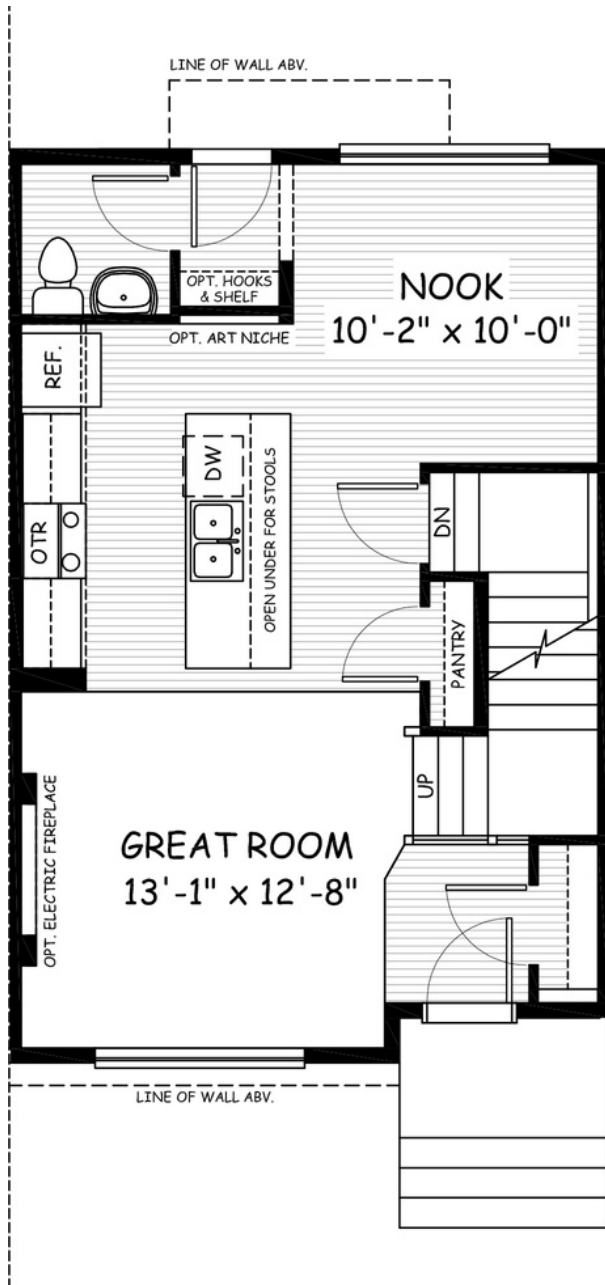 LINE OF WALL ABV.
OPT. HOOKS
& SHELF
NOOK
10'-2" x 10'-0"
OPT. ART NICHE
REF.
DW
OPEN UNDER FOR STOOLS
OTR
DN
PANTRY
UP
OPT. ELECTRIC FIREPLACE
GREAT ROOM
13'-1" x 12'-8"
LINE OF WALL ABV.